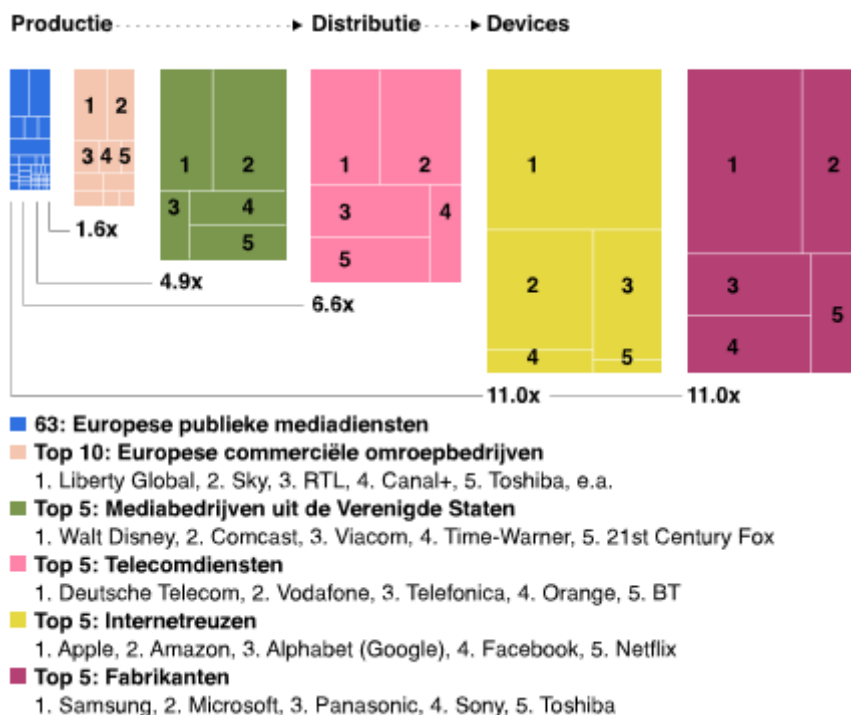 Productie Distributie Devices
1 2
3 4 5
1 2
3 4
5
1 2
3 4
5
1
2 3
4 5
1 2
3
4 5
1.6x
4.9x
6.6x
11.0x 11.0x
63: Europese publieke mediadiensten
Top 10: Europese commerciële omroepbedrijven
1. Liberty Global, 2. Sky, 3. RTL, 4. Canal+, 5. Toshiba, e.a.
Top 5: Mediabedrijven uit de Verenigde Staten
1. Walt Disney, 2. Comcast, 3. Viacom, 4. Time-Warner, 5. 21st Century Fox
Top 5: Telecomdiensten
1. Deutsche Telecom, 2. Vodafone, 3. Telefonica, 4. Orange, 5. BT
Top 5: Internetreuzen
1. Apple, 2. Amazon, 3. Alphabet (Google), 4. Facebook, 5. Netflix
Top 5: Fabrikanten
1. Samsung, 2. Microsoft, 3. Panasonic, 4. Sony, 5. Toshiba